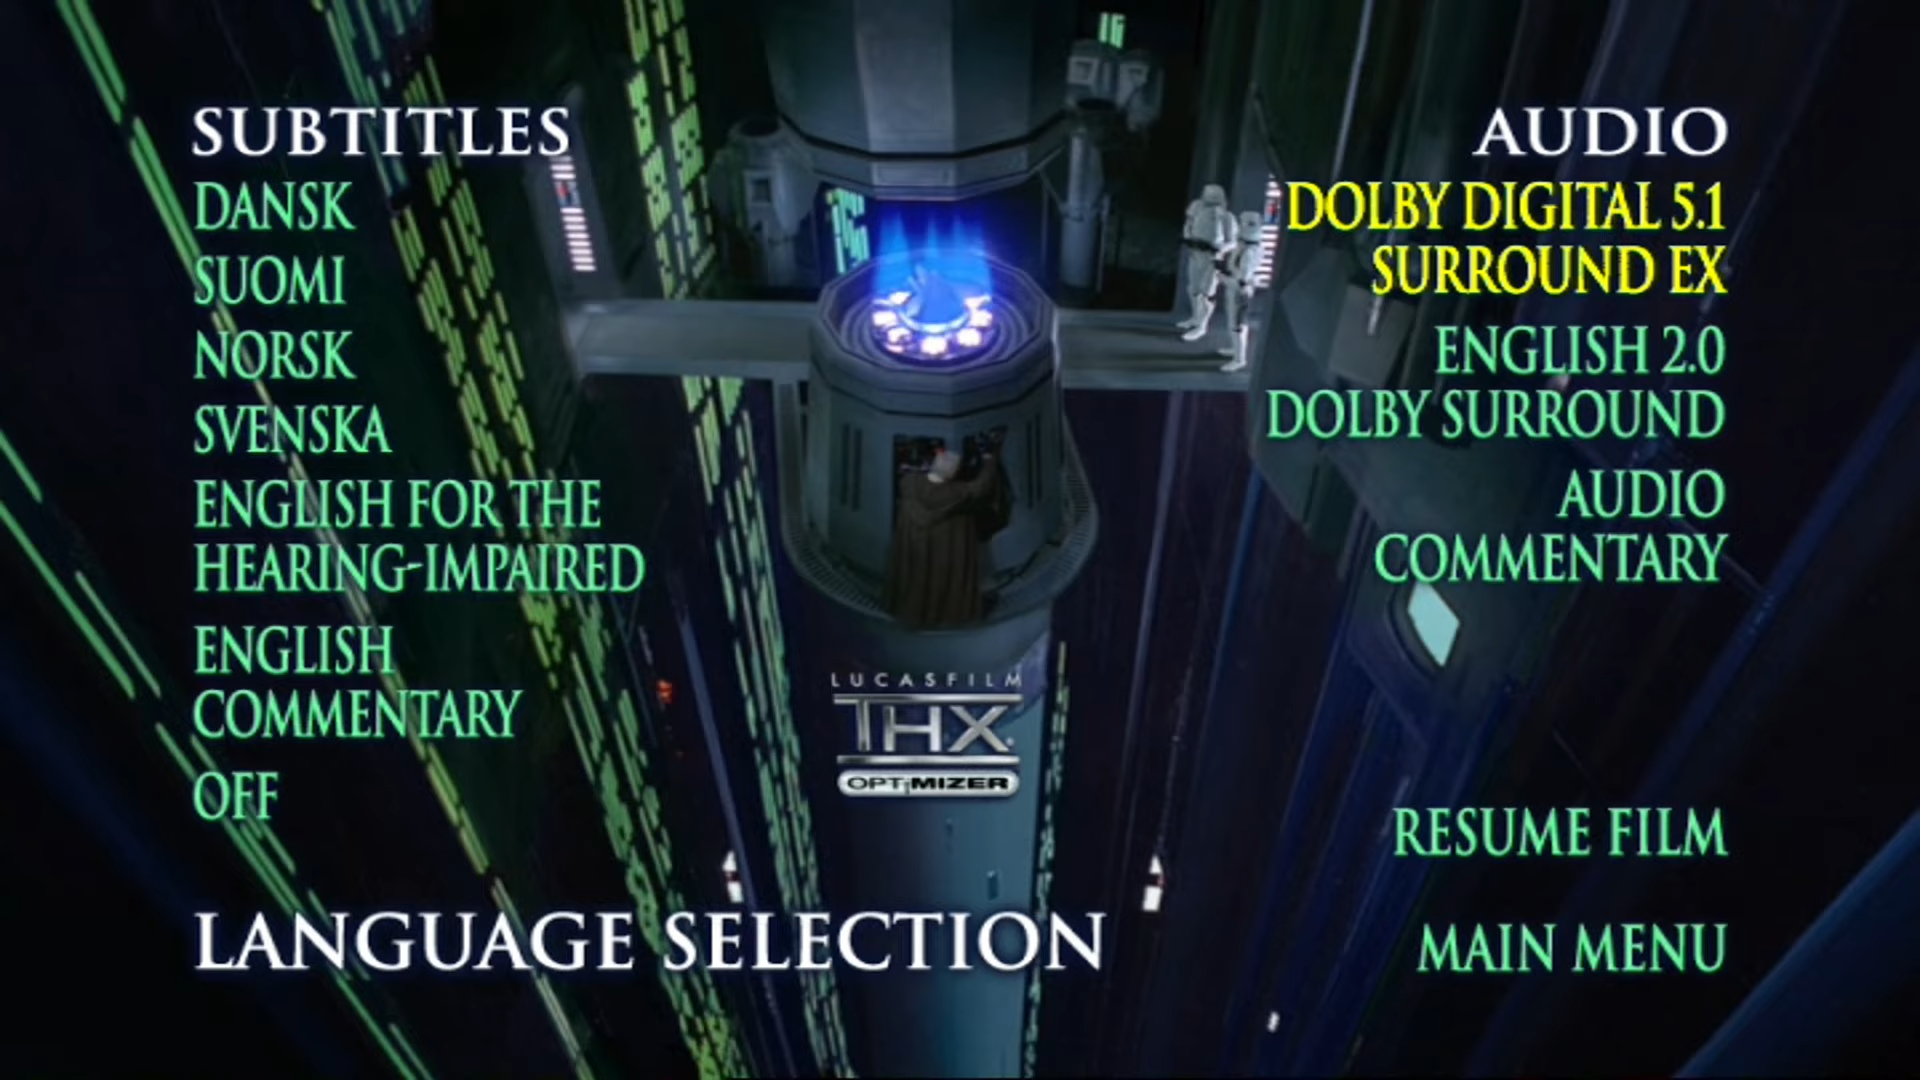 SUBTITLES
DANSK
SUOMI
NORSK
SVENSKA
ENGLISH FOR THE
HEARING-IMPAIRED
ENGLISH
COMMENTARY
OFF
AUDIO
DOLBY DIGITAL 5.1
SURROUND EX
ENGLISH 2.0
DOLBY SURROUND
AUDIO
COMMENTARY
LUCASFILM
THX
OPTIMIZER
RESUME FILM
MAIN MENU
LANGUAGE SELECTION